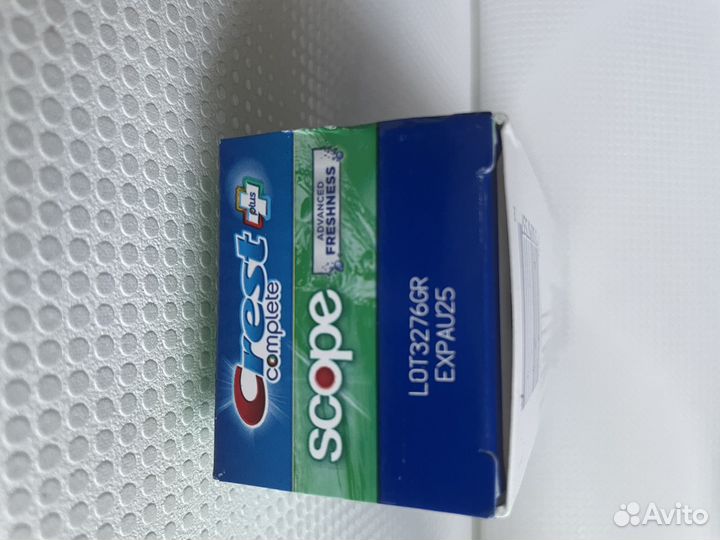 Crest
complete
plus
scope
ADVANCED
FRESHNESS
LOT3276GR
EXPAU25
Avito